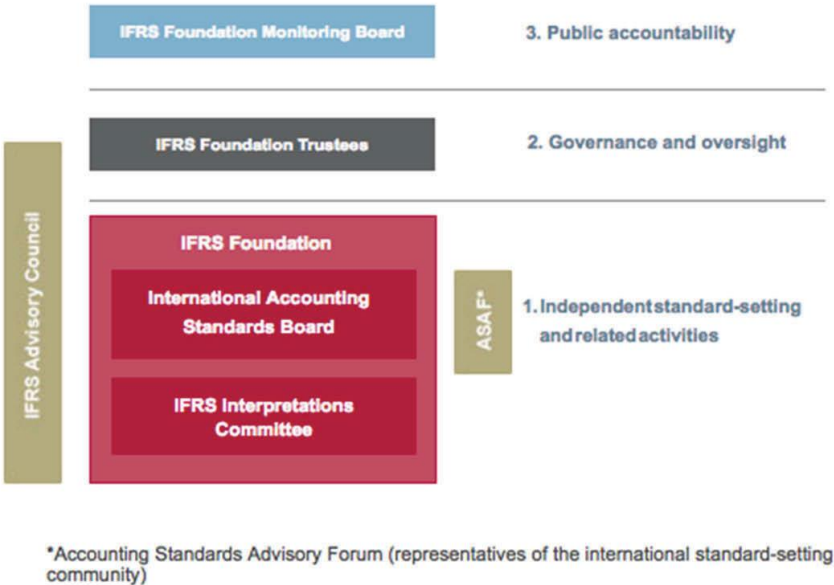 IFRS Foundation Monitoring Board
3. Public accountability
IFRS Foundation Trustees
2. Governance and oversight
IFRS Advisory Council
IFRS Foundation
International Accounting
Standards Board
IFRS Interpretations
Committee
ASAF*
1. Independent standard-setting
and related activities
*Accounting Standards Advisory Forum (representatives of the international standard-setting
community)